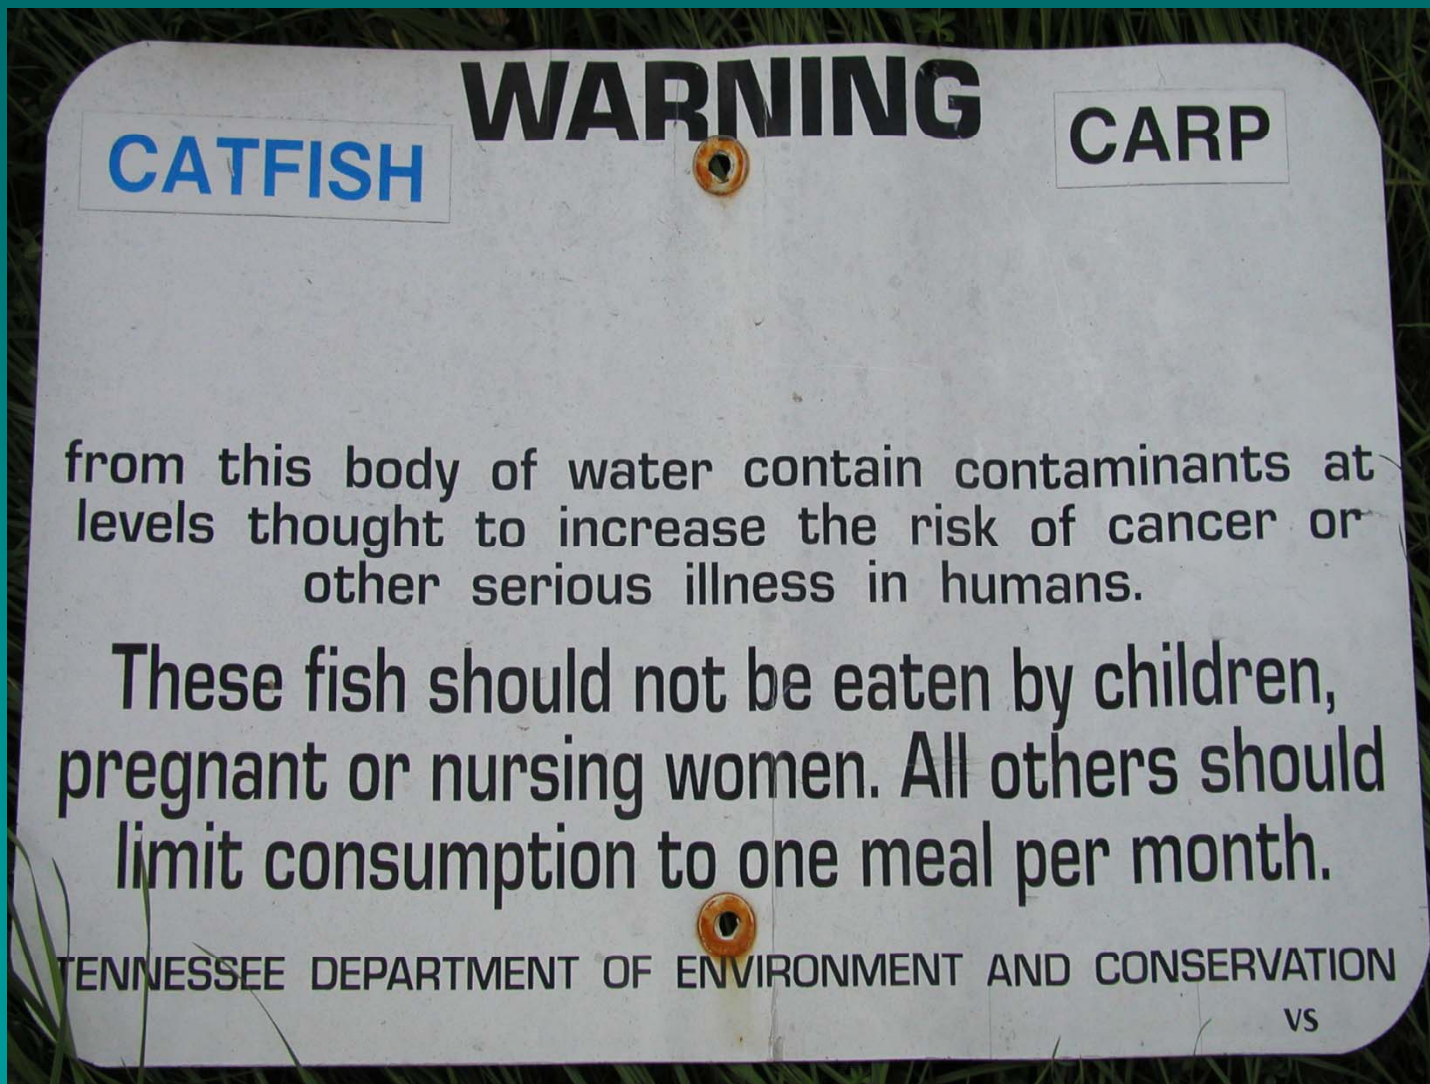 WARNING
CATFISH
CARP
from this body of water contain contaminants at
levels thought to increase the risk of cancer or
other serious illness in humans.
These fish should not be eaten by children,
pregnant or nursing women. All others should
limit consumption to one meal per month.
TENNESSEE DEPARTMENT OF ENVIRONMENT AND CONSERVATION
VS